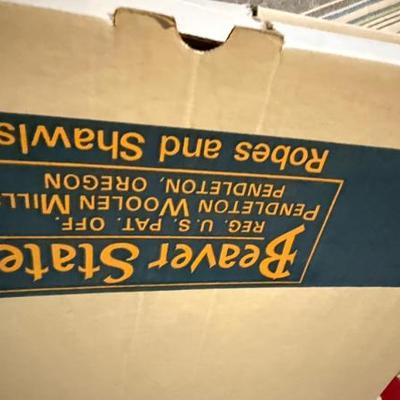 Beaver State
REG. U.S. PAT. OFF.
PENDLETON WOOLEN MILLS
PENDLETON, OREGON
Robes and Shawls